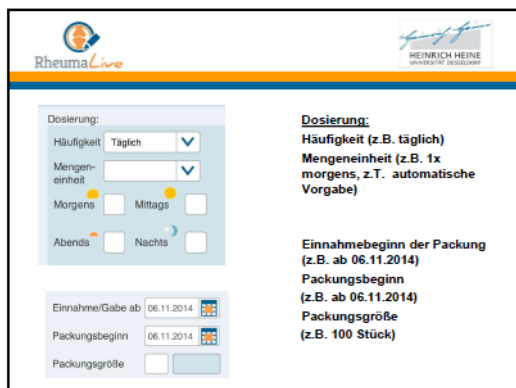 RheumaLive
HEINRICH HEINE
UNIVERSITÄT DÜSSELDORF
Dosierung:
Häufigkeit Täglich
Mengen-
einheit
Morgens Mittags
Abends Nachts
Einnahme/Gabe ab 06.11.2014
Packungsbeginn 06.11.2014
Packungsgröße
Dosierung:
Häufigkeit (z.B. täglich)
Mengeneinheit (z.B. 1x
morgens, z.T. automatische
Vorgabe)
Einnahmebeginn der Packung
(z.B. ab 06.11.2014)
Packungsbeginn
(z.B. ab 06.11.2014)
Packungsgröße
(z.B. 100 Stück)